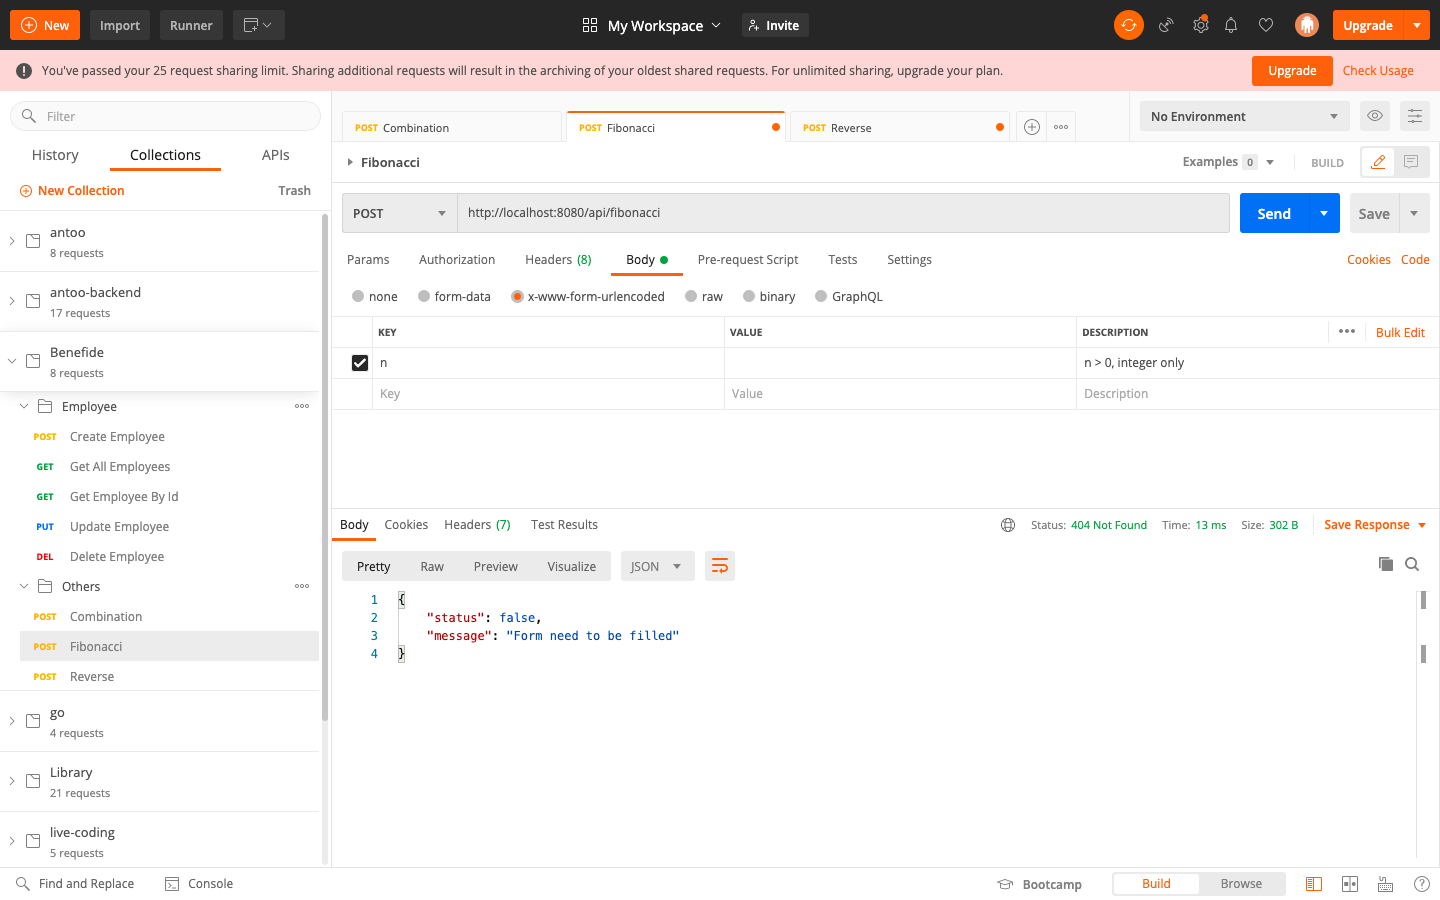 New
Import
Runner
My Workspace
Invite
Upgrade
You've passed your 25 request sharing limit. Sharing additional requests will result in the archiving of your oldest shared requests. For unlimited sharing, upgrade your plan.
Upgrade
Check Usage
Filter
History
Collections
APIs
New Collection
Trash
antoo
8 requests
antoo-backend
17 requests
Benefide
8 requests
Employee
POST Create Employee
GET Get All Employees
GET Get Employee By Id
PUT Update Employee
DEL Delete Employee
Others
POST Combination
POST Fibonacci
POST Reverse
go
4 requests
Library
21 requests
live-coding
5 requests
POST Combination
POST Fibonacci
POST Reverse
No Environment
Fibonacci
Examples 0
BUILD
POST
http://localhost:8080/api/fibonacci
Send
Save
Params
Authorization
Headers (8)
Body
Pre-request Script
Tests
Settings
Cookies
Code
none
form-data
x-www-form-urlencoded
raw
binary
GraphQL
KEY
VALUE
DESCRIPTION
Bulk Edit
n
n > 0, integer only
Key
Value
Description
Body
Cookies
Headers (7)
Test Results
Status: 404 Not Found
Time: 13 ms
Size: 302 B
Save Response
Pretty
Raw
Preview
Visualize
JSON
1 {
2 "status": false,
3 "message": "Form need to be filled"
4 }
Find and Replace
Console
Bootcamp
Build
Browse